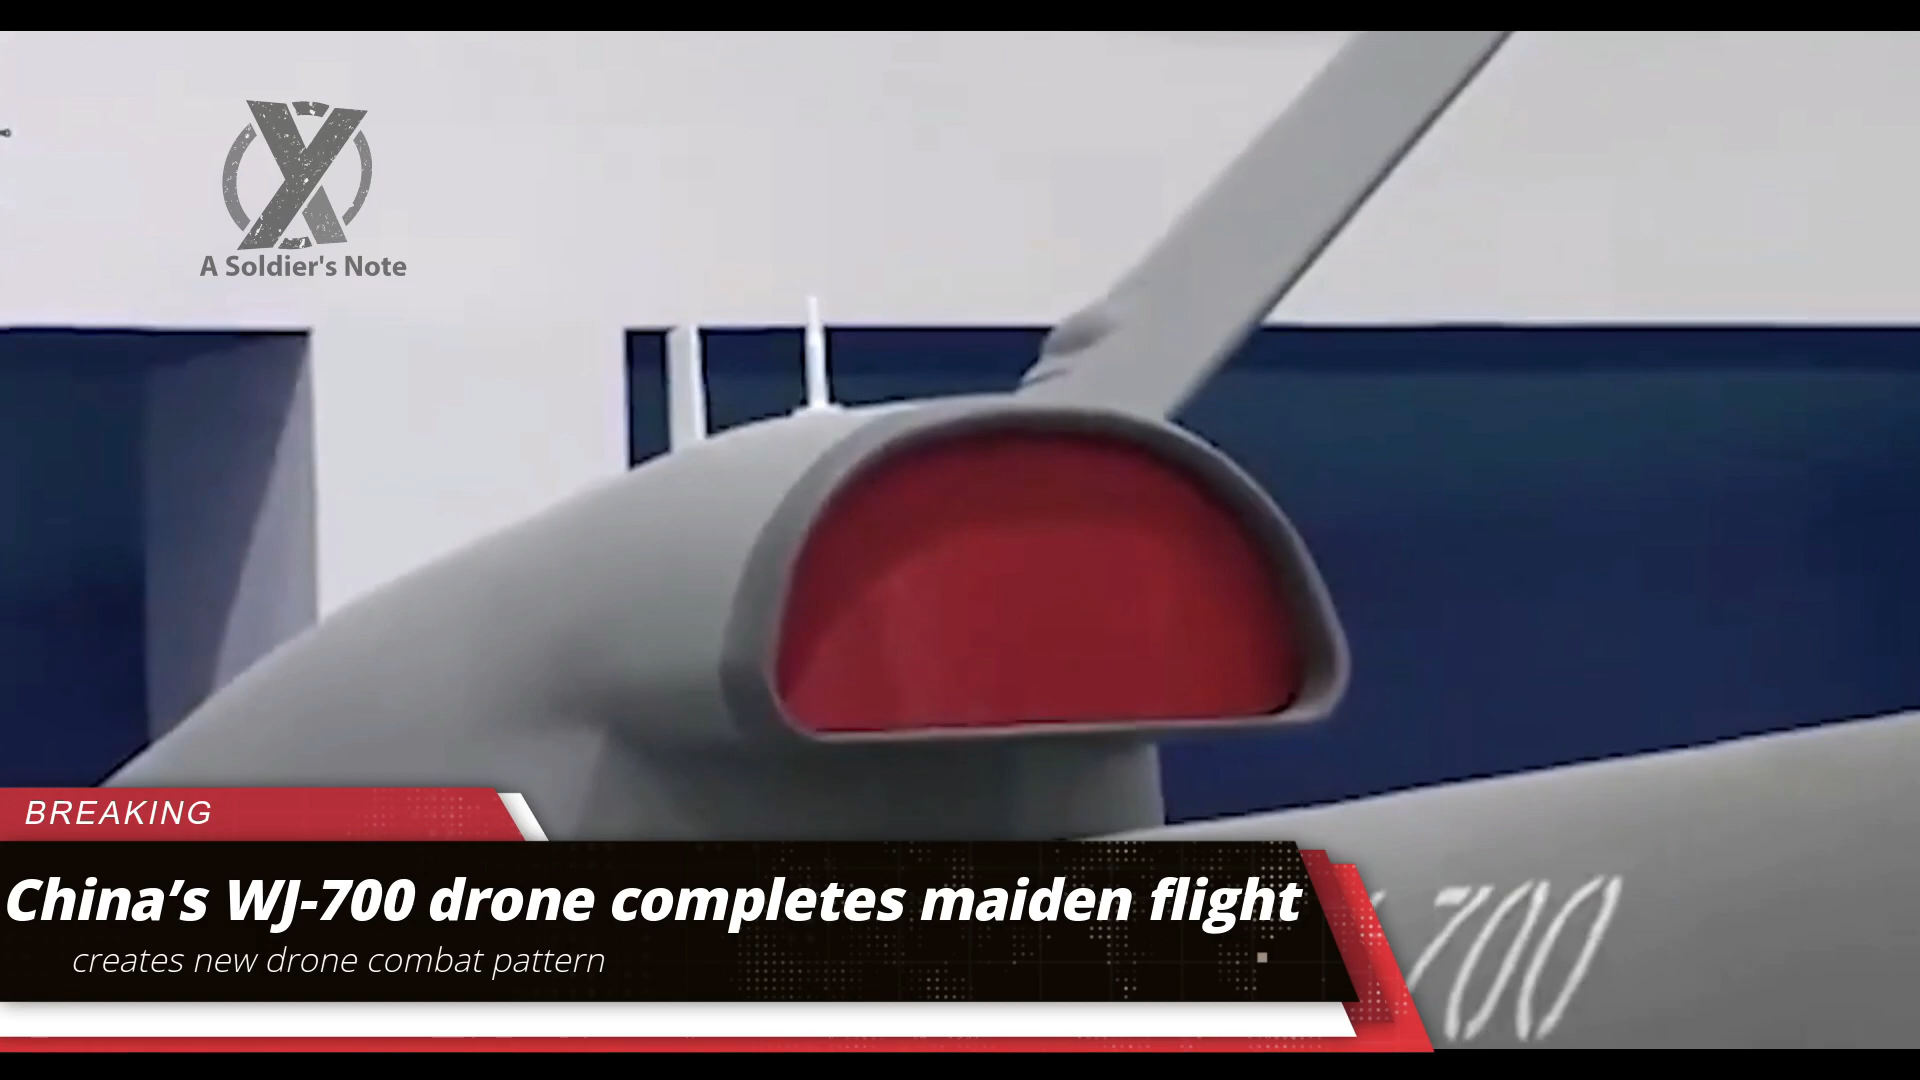 X
A Soldier's Note
BREAKING
China’s WJ-700 drone completes maiden flight
creates new drone combat pattern
700